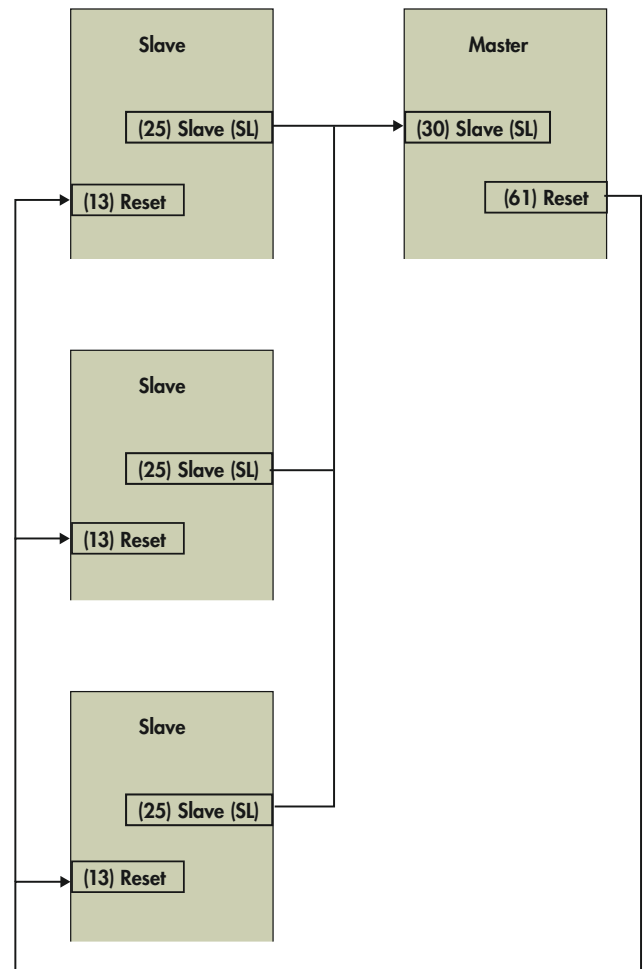 Slave
(25) Slave (SL)
(13) Reset
Master
(30) Slave (SL)
(61) Reset
Slave
(25) Slave (SL)
(13) Reset
Slave
(25) Slave (SL)
(13) Reset